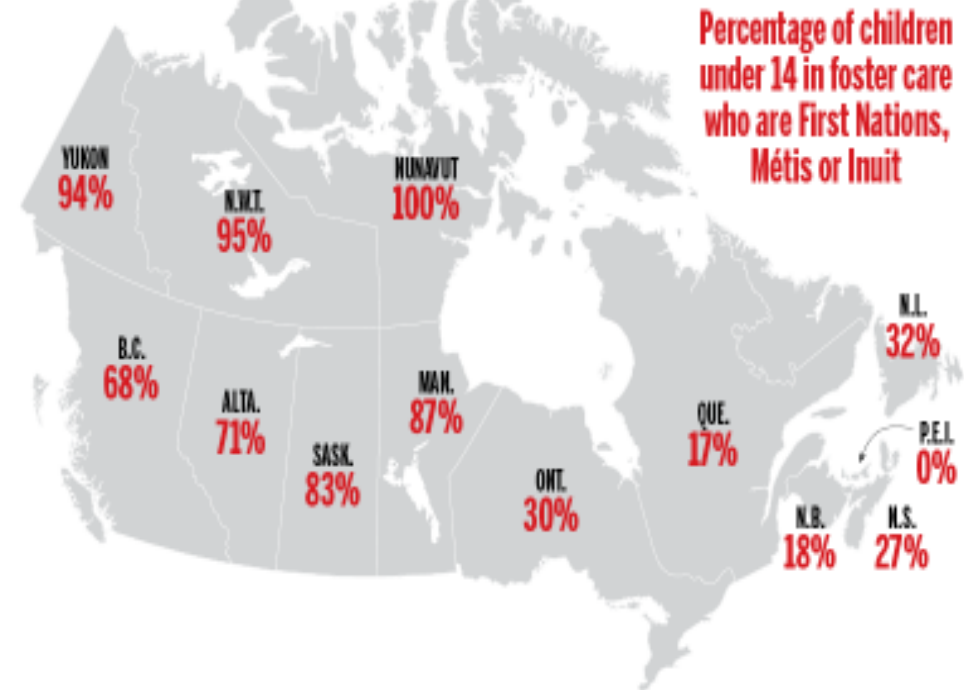 Percentage of children
under 14 in foster care
who are First Nations,
Métis or Inuit
YUKON
94%
N.W.T.
95%
NUNAVUT
100%
B.C.
68%
ALTA.
71%
SASK.
83%
MAN.
87%
ONT.
30%
QUE.
17%
N.L.
32%
P.E.I.
0%
N.B.
18%
N.S.
27%